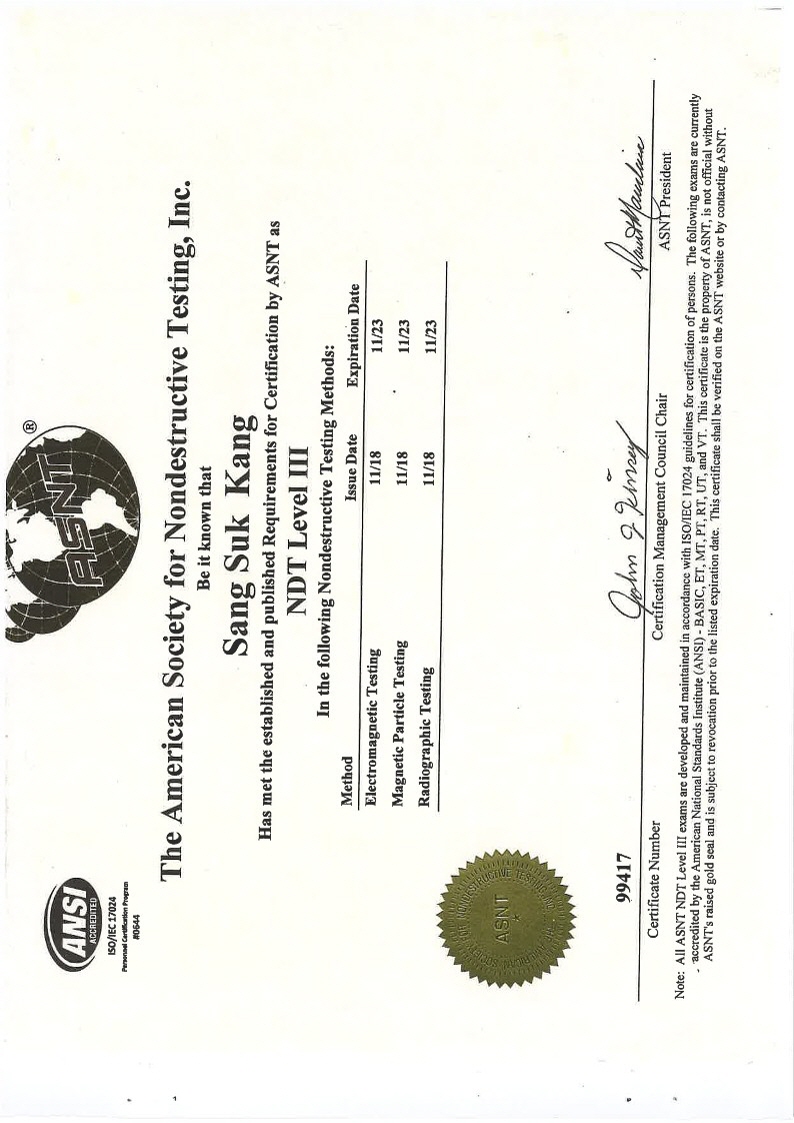 ANSI
ACCREDITED
ISO/IEC 17024
Personnel Certification Program
#0644
ASNT
®
The American Society for Nondestructive Testing, Inc.
Be it known that
Sang Suk Kang
Has met the established and published Requirements for Certification by ASNT as
NDT Level III
In the following Nondestructive Testing Methods:
Method Issue Date Expiration Date
Electromagnetic Testing 11/18 11/23
Magnetic Particle Testing 11/18 11/23
Radiographic Testing 11/18 11/23
THE AMERICAN SOCIETY FOR NONDESTRUCTIVE TESTING
ASNT
99417
Certificate Number Certification Management Council Chair ASNT President
Note: All ASNT NDT Level III exams are developed and maintained in accordance with ISO/IEC 17024 guidelines for certification of persons. The following exams are currently
accredited by the American National Standards Institute (ANSI) - BASIC, ET, MT, PT, RT, UT, and VT. This certificate is the property of ASNT, is not official without
ASNT's raised gold seal and is subject to revocation prior to the listed expiration date. This certificate shall be verified on the ASNT website or by contacting ASNT.